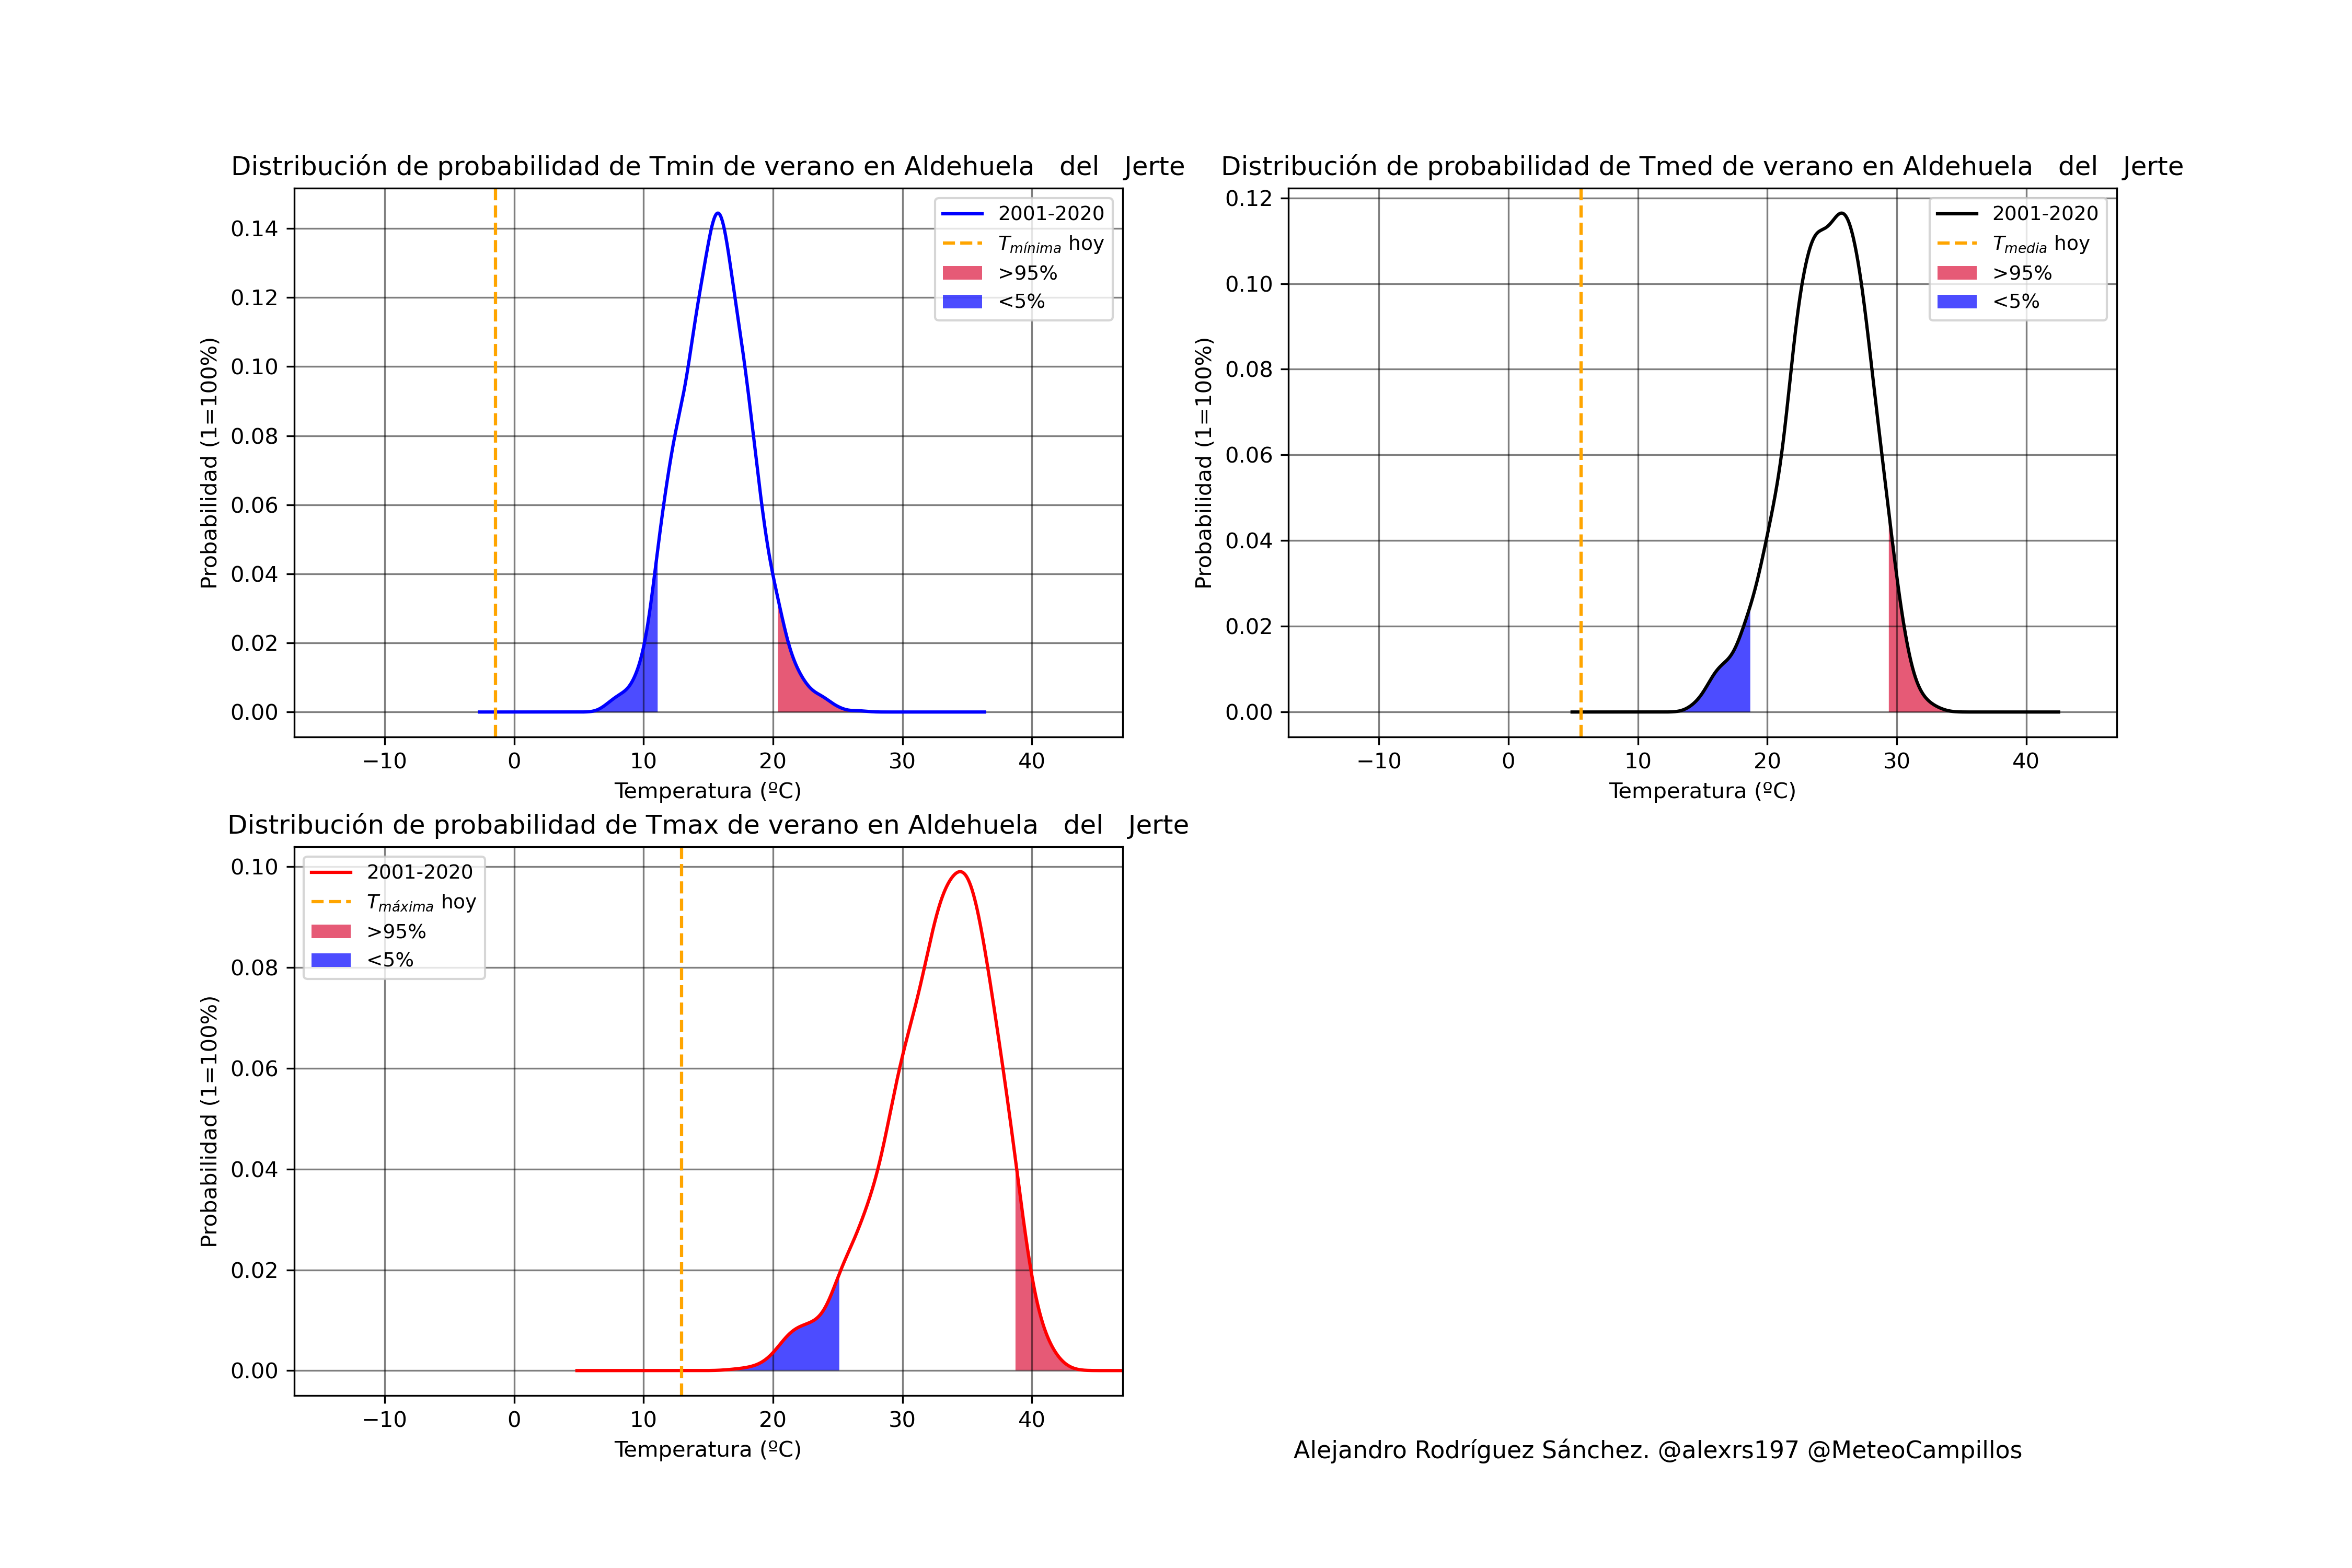 Distribución de probabilidad de Tmin de verano en Aldehuela   del   Jerte
0.14
0.12
0.10
0.08
0.06
0.04
0.02
0.00
Probabilidad (1=100%)
2001-2020
Tmínima hoy
>95%
<5%
−10 0 10 20 30 40
Temperatura (ºC)
Distribución de probabilidad de Tmed de verano en Aldehuela   del   Jerte
0.12
0.10
0.08
0.06
0.04
0.02
0.00
Probabilidad (1=100%)
2001-2020
Tmedia hoy
>95%
<5%
−10 0 10 20 30 40
Temperatura (ºC)
Distribución de probabilidad de Tmax de verano en Aldehuela   del   Jerte
0.10
0.08
0.06
0.04
0.02
0.00
Probabilidad (1=100%)
2001-2020
Tmáxima hoy
>95%
<5%
−10 0 10 20 30 40
Temperatura (ºC)
Alejandro Rodríguez Sánchez. @alexrs197 @MeteoCampillos